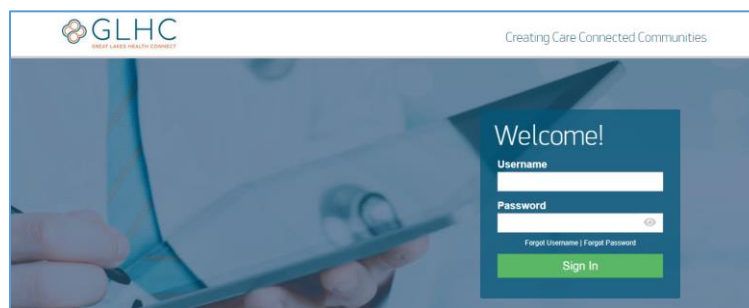 GLHC
GREAT LAKES HEALTH CONNECT
Creating Care Connected Communities
Welcome!
Username
Password
Forgot Username | Forgot Password
Sign In